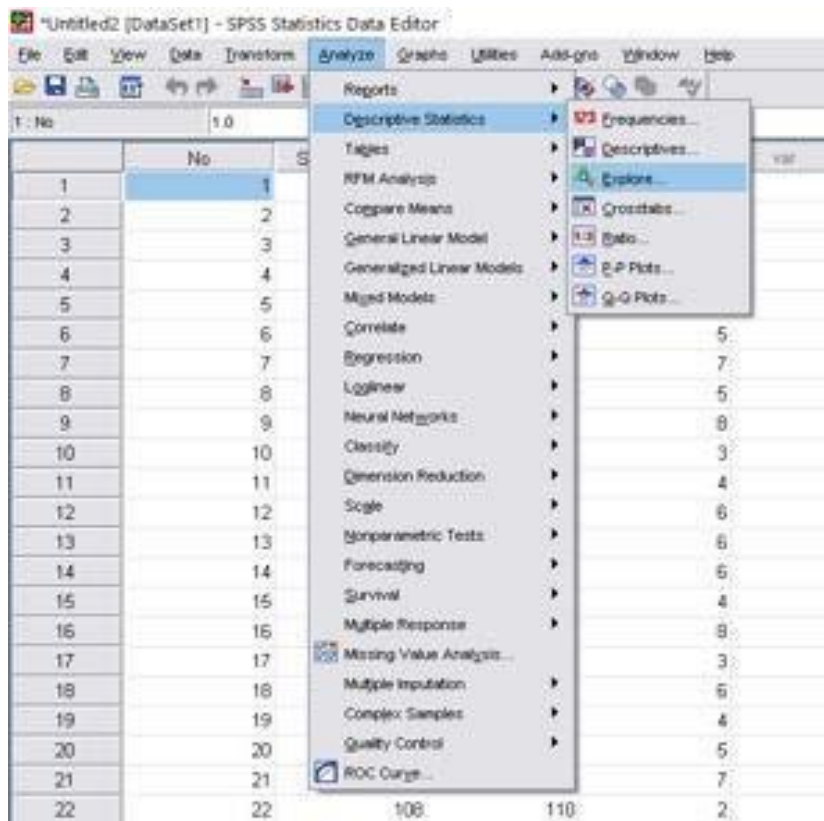 *Untitled2 [DataSet1] - SPSS Statistics Data Editor
File Edit View Data Transform Analyze Graphs Utilities Add-ons Window Help
1 : No 1.0
No S var
Reports
Descriptive Statistics
Tables
RFM Analysis
Compare Means
General Linear Model
Generalized Linear Models
Mixed Models
Correlate
Regression
Loglinear
Neural Networks
Classify
Dimension Reduction
Scale
Nonparametric Tests
Forecasting
Survival
Multiple Response
Missing Value Analysis...
Multiple Imputation
Complex Samples
Quality Control
ROC Curve...
123 Frequencies...
Descriptives...
Explore...
Crosstabs...
Ratio...
P-P Plots...
Q-Q Plots...
1 1
2 2
3 3
4 4
5 5
6 6 5
7 7 7
8 8 5
9 9 8
10 10 3
11 11 4
12 12 6
13 13 6
14 14 6
15 15 4
16 16 8
17 17 3
18 18 6
19 19 4
20 20 5
21 21 7
22 22 108 110 2